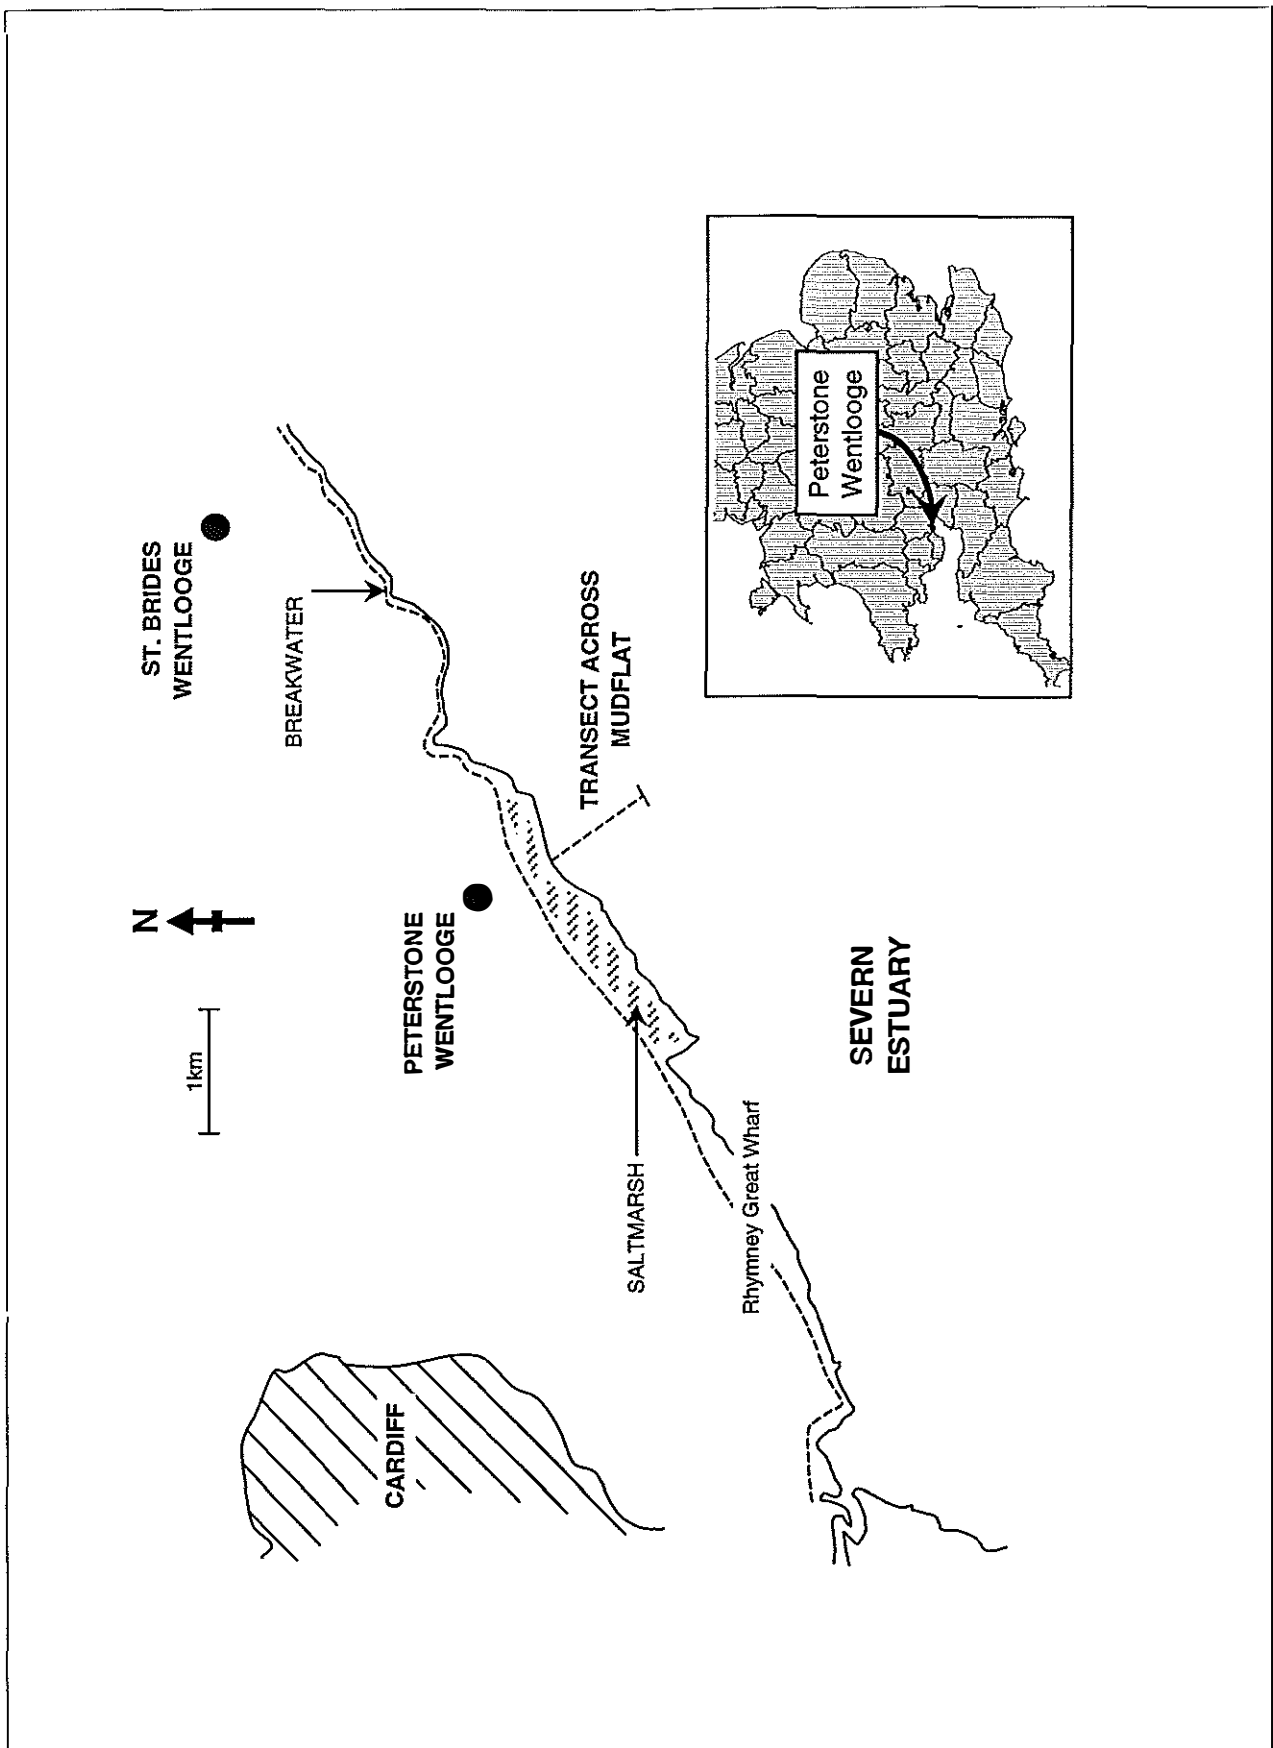 N
1km
ST. BRIDES
WENTLOOGE
BREAKWATER
PETERSTONE
WENTLOOGE
TRANSECT ACROSS
MUDFLAT
SALTMARSH
CARDIFF
Rhymney Great Wharf
SEVERN
ESTUARY
Peterstone
Wentlooge